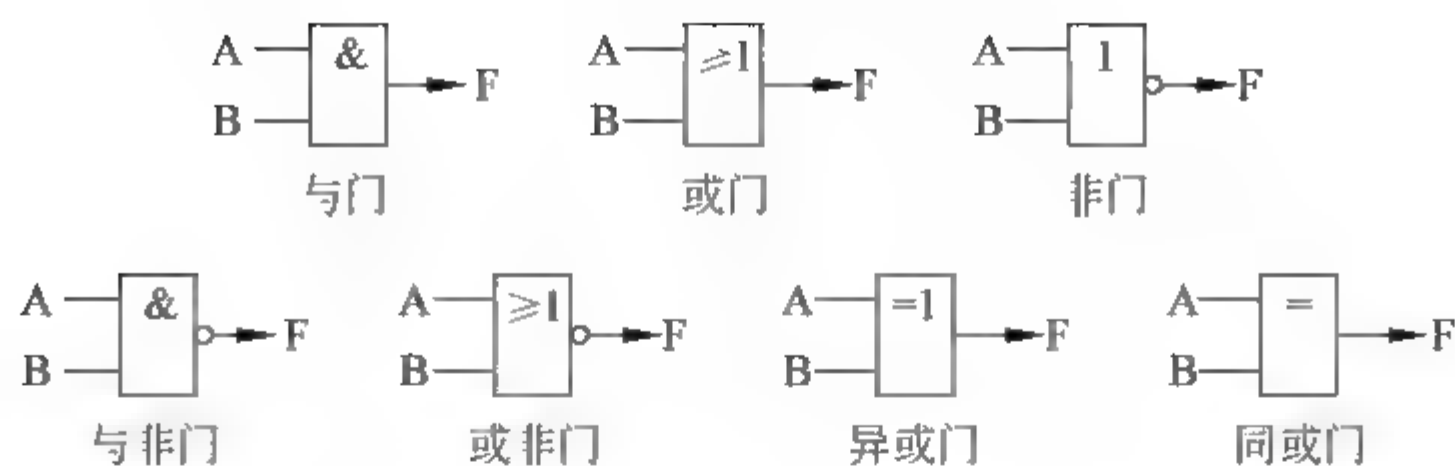 A & F A ≥1 F A 1 F
B B B
与门 或门 非门
A & F A ≥1 F A =1 F A = F
B B B B
与非门 或非门 异或门 同或门